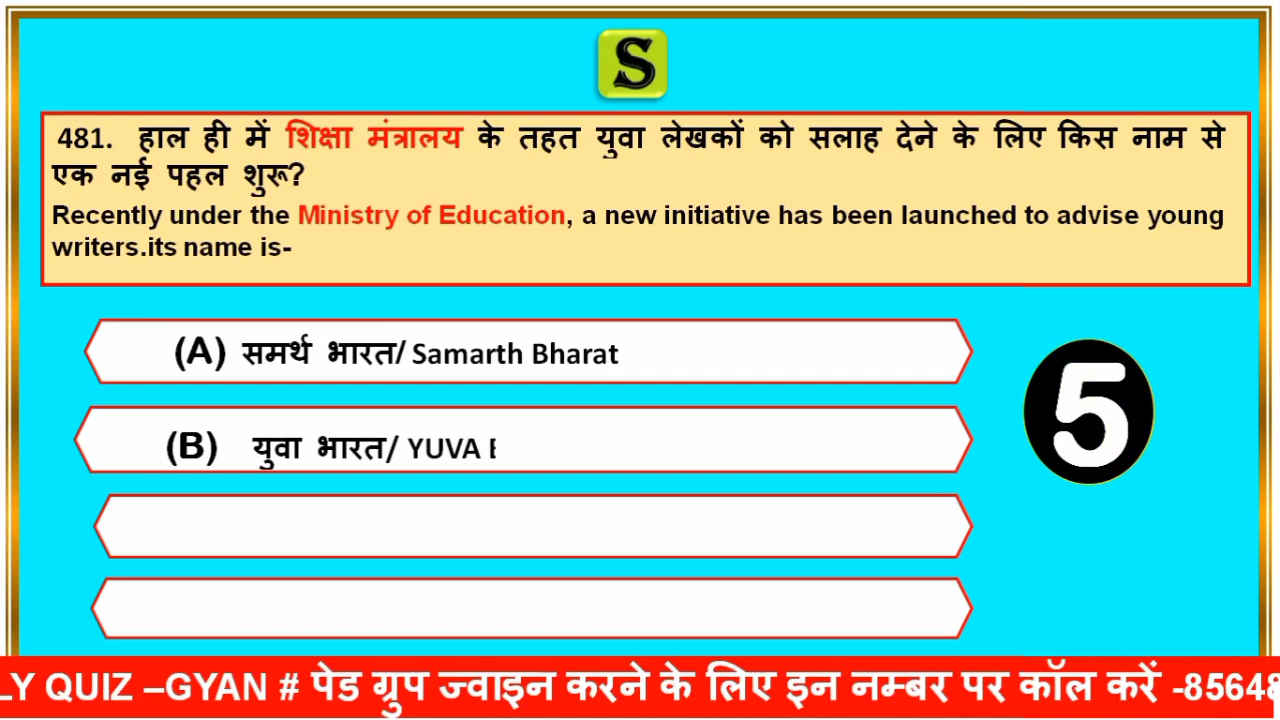 S
481. हाल ही में शिक्षा मंत्रालय के तहत युवा लेखकों को सलाह देने के लिए किस नाम से
एक नई पहल शुरू?
Recently under the Ministry of Education, a new initiative has been launched to advise young
writers.its name is-
(A) समर्थ भारत/ Samarth Bharat
(B) युवा भारत/ YUVA
5
QUIZ –GYAN # पेड ग्रुप ज्वाइन करने के लिए इन नम्बर पर कॉल करें